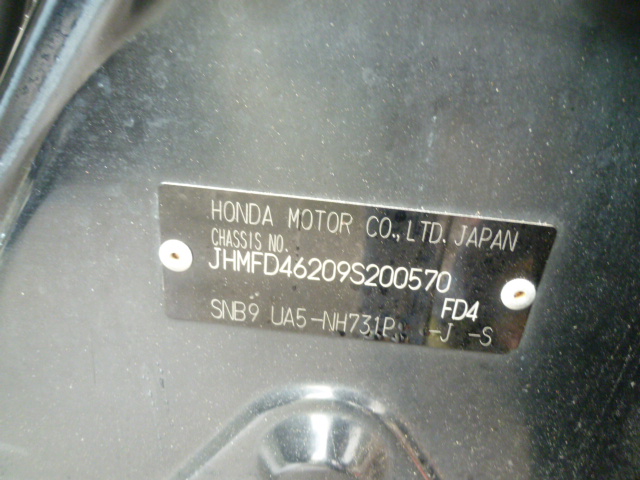 HONDA MOTOR CO.,LTD. JAPAN
CHASSIS NO.
JHMFD46209S200570
FD4
SNB9 UA5-NH731P -J -S